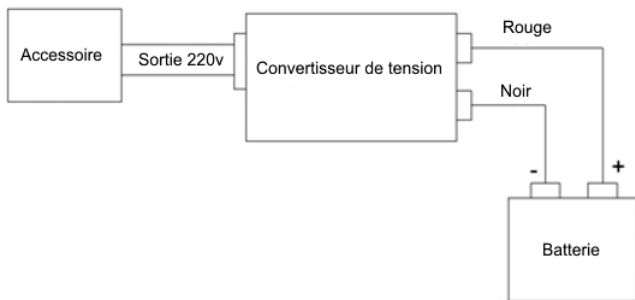 Rouge
Accessoire
Sortie 220v
Convertisseur de tension
Noir
- +
Batterie